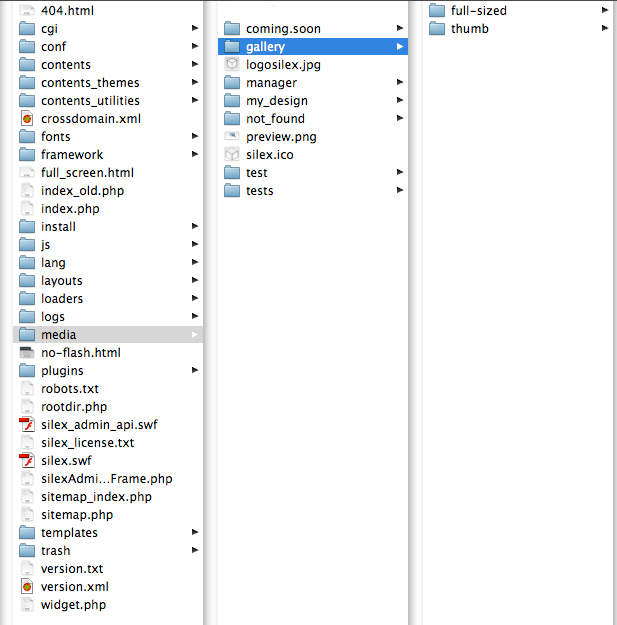 404.html
cgi
conf
contents
contents_themes
contents_utilities
crossdomain.xml
fonts
framework
full_screen.html
index_old.php
index.php
install
js
lang
layouts
loaders
logs
media
no-flash.html
plugins
robots.txt
rootdir.php
silex_admin_api.swf
silex_license.txt
silex.swf
silexAdmi...Frame.php
sitemap_index.php
sitemap.php
templates
trash
version.txt
version.xml
widget.php
coming.soon
gallery
logosilex.jpg
manager
my_design
not_found
preview.png
silex.ico
test
tests
full-sized
thumb